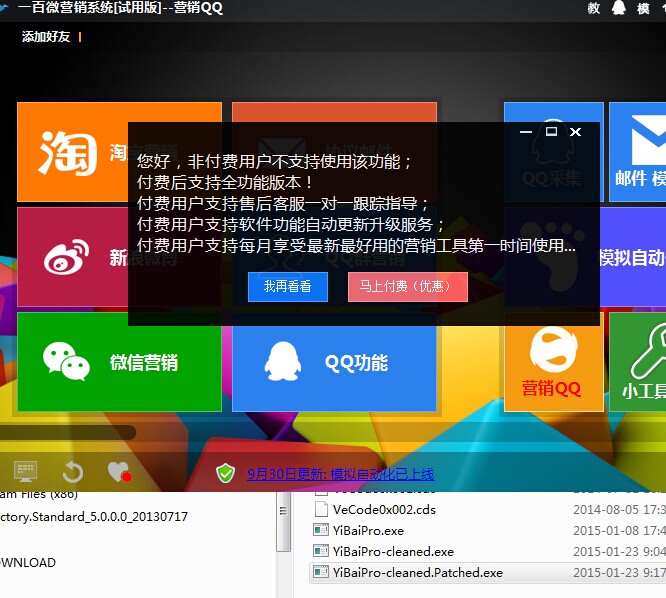 一百微营销系统[试用版]--营销QQ
教
模
添加好友
淘
协议邮件
QQ采集
邮件 模
您好，非付费用户不支持使用该功能；
付费后支持全功能版本！
付费用户支持售后客服一对一跟踪指导；
付费用户支持软件功能自动更新升级服务；
付费用户支持每月享受最新最好用的营销工具第一时间使用...
我再看看
马上付费（优惠）
新
模拟自动
微信营销
QQ功能
营销QQ
小工具
9月30日更新: 模拟自动化已上线
am Files (x86)
ctory.Standard_5.0.0.0_20130717
WNLOAD
VeCode0x002.cds
2014-08-05 17:3
YiBaiPro.exe
2015-01-08 17:4
YiBaiPro-cleaned.exe
2015-01-23 9:04
YiBaiPro-cleaned.Patched.exe
2015-01-23 9:17